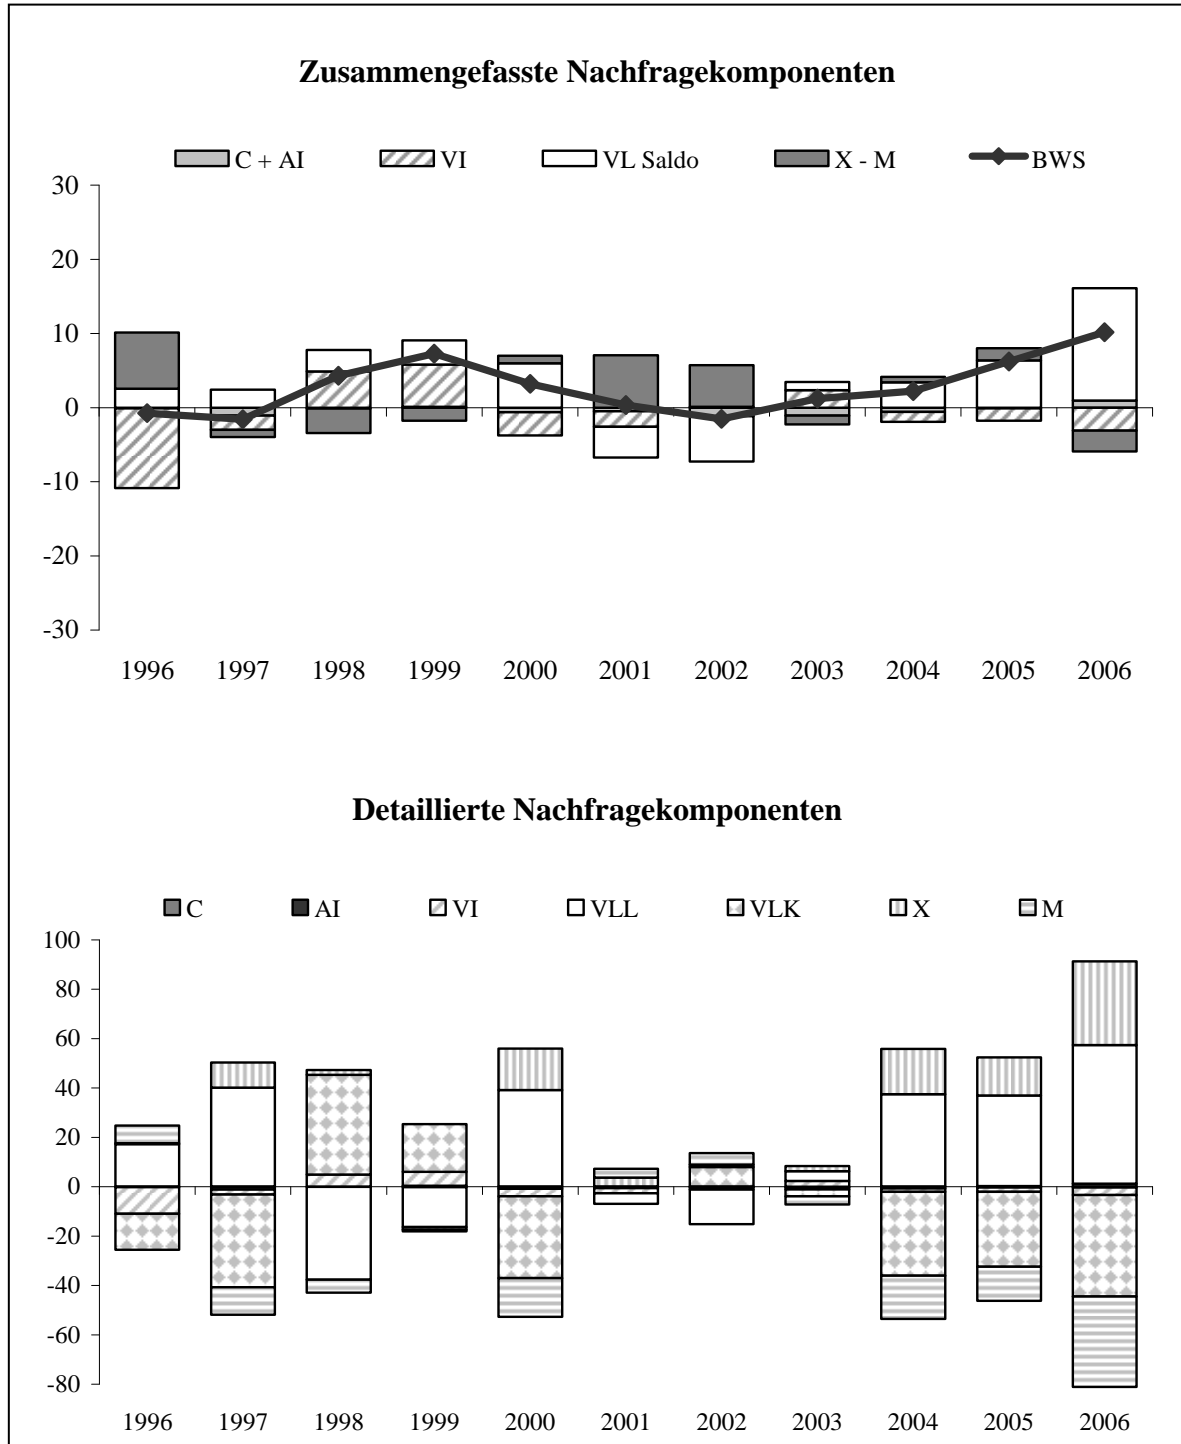 Zusammengefasste Nachfragekomponenten
C + AI VI VL Saldo X - M BWS
30
20
10
0
-10
-20
-30
1996 1997 1998 1999 2000 2001 2002 2003 2004 2005 2006
Detaillierte Nachfragekomponenten
C AI VI VLL VLK X M
100
80
60
40
20
0
-20
-40
-60
-80
1996 1997 1998 1999 2000 2001 2002 2003 2004 2005 2006